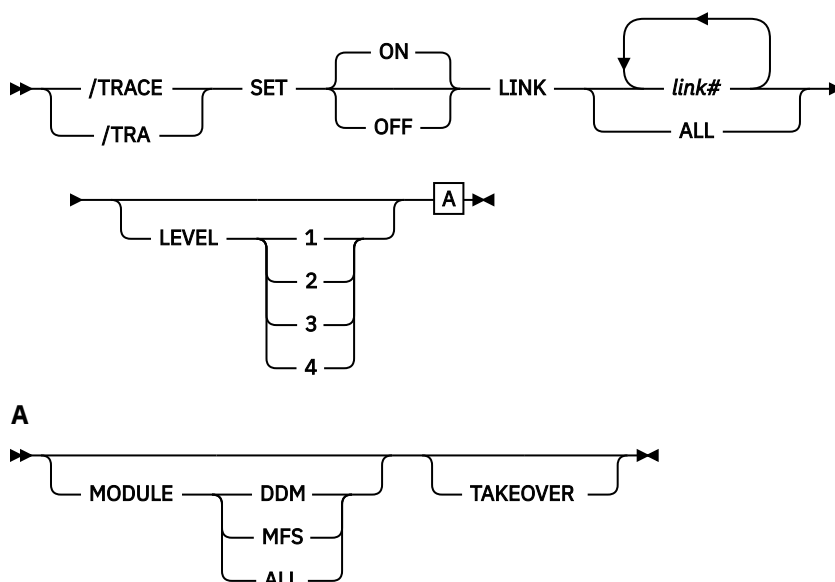 ON
/TRACE SET LINK link#
/TRA OFF ALL
A
LEVEL 1
2
3
4
A
MODULE DDM TAKEOVER
MFS
ALL